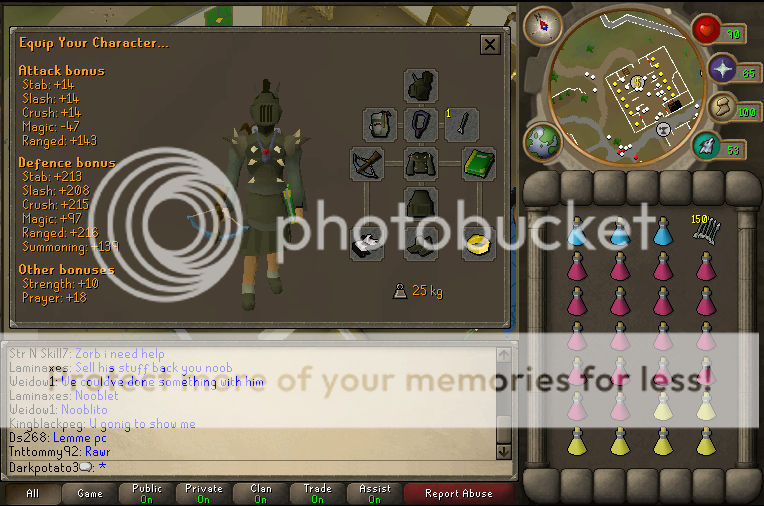 Equip Your Character...
Attack bonus
Stab: +14
Slash: +14
Crush: +14
Magic: -47
Ranged: +143
Defence bonus
Stab: +213
Slash: +208
Crush: +215
Magic: +97
Ranged: +216
Summoning: +139
Other bonuses
Strength: +10
Prayer: +18
1
25 kg
90
65
100
53
150
photobucket
Protect more of your memories for less!
Str N Skill7: Zorb i need help
Laminaxes: Sell his stuff back you noob
Weidow1: We could've done something with him
Laminaxes: Nooblet
Weidow1: Nooblito
Kingblackpeg: U gonig to show me
Ds268: Lemme pc
Tnttommy92: Rawr
Darkpotato3: *
All
Game
Public
On
Private
On
Clan
On
Trade
On
Assist
On
Report Abuse